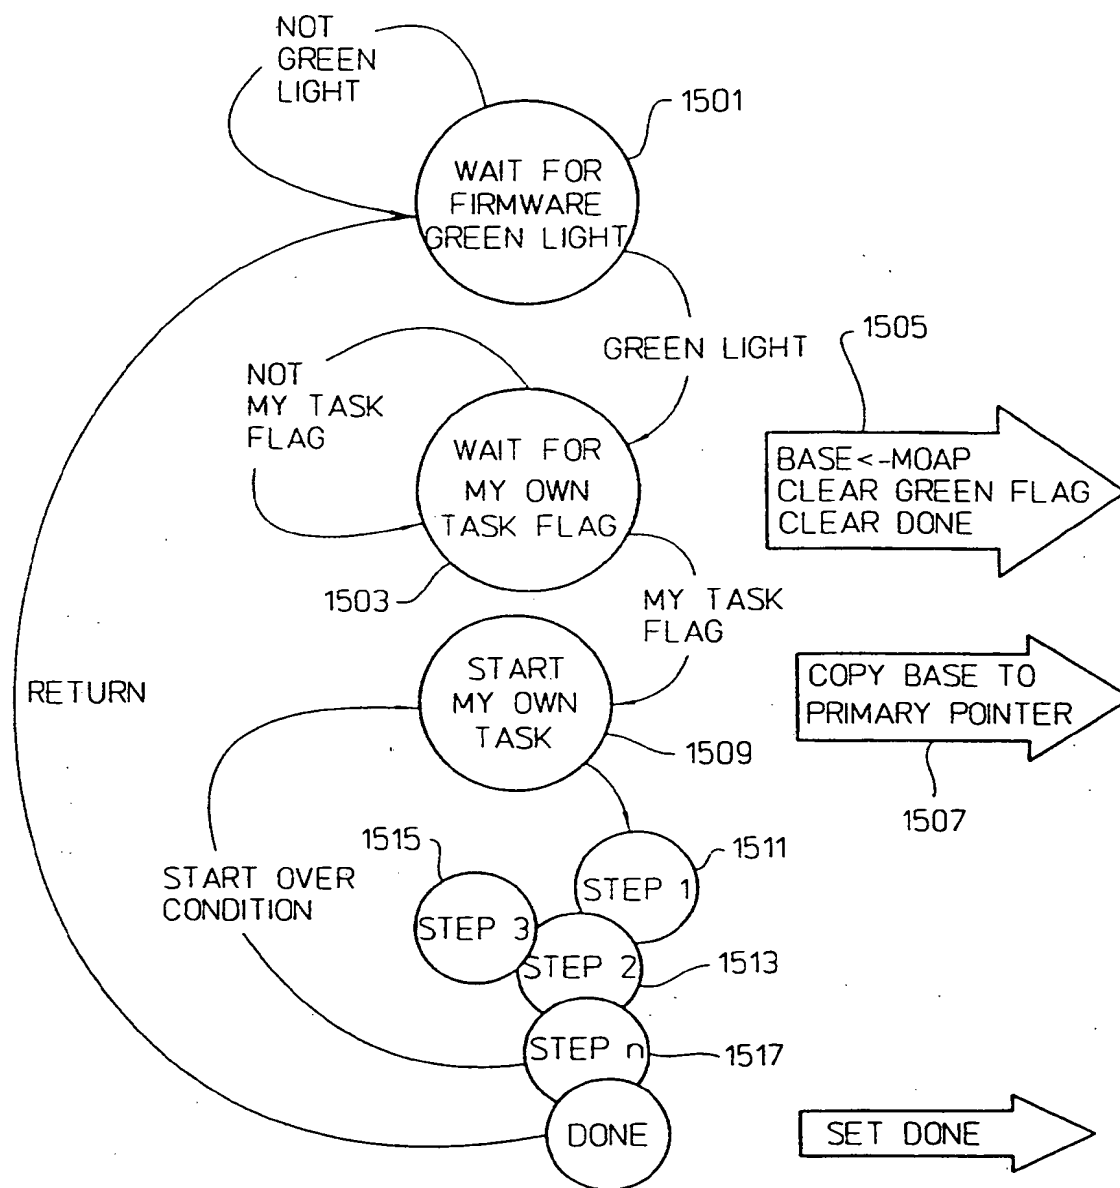 NOT
GREEN
LIGHT
1501
WAIT FOR
FIRMWARE
GREEN LIGHT
GREEN LIGHT
1505
NOT
MY TASK
FLAG
WAIT FOR
MY OWN
TASK FLAG
BASE<-MOAP
CLEAR GREEN FLAG
CLEAR DONE
1503
MY TASK
FLAG
RETURN
START
MY OWN
TASK
COPY BASE TO
PRIMARY POINTER
1509
1507
START OVER
CONDITION
1515
1511
STEP 1
STEP 3
STEP 2
1513
STEP n
1517
DONE
SET DONE